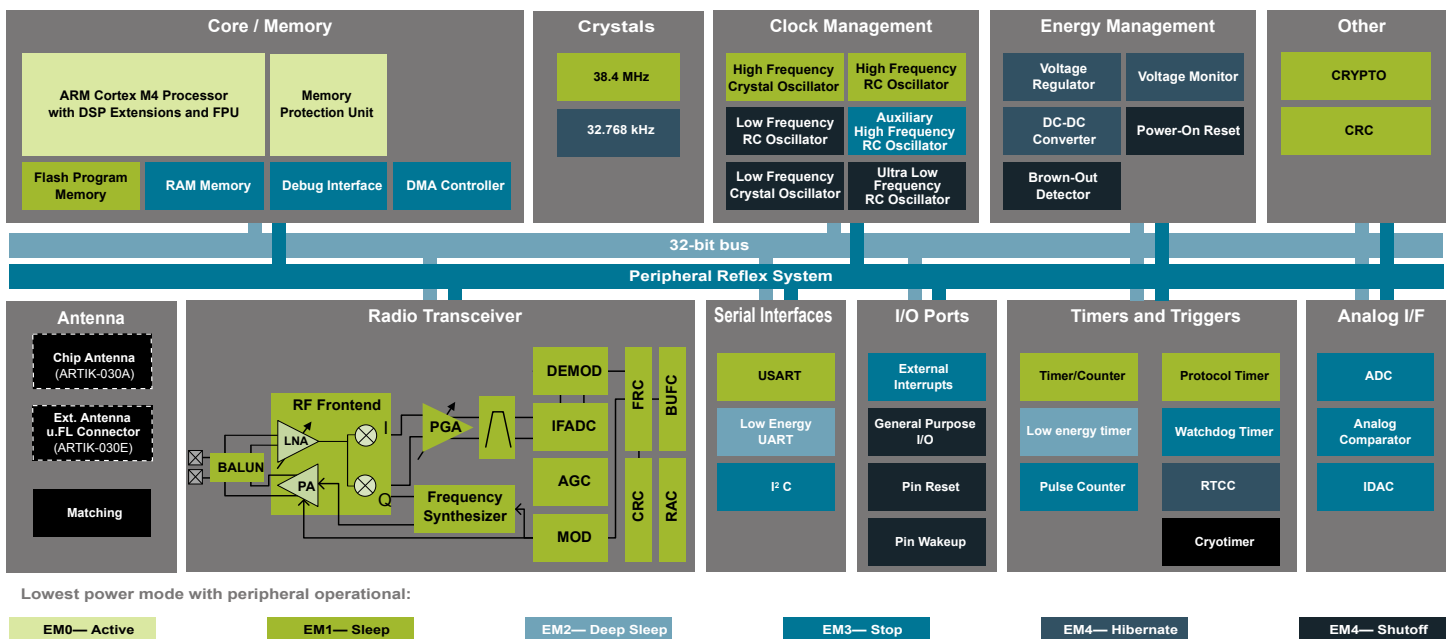 Core / Memory
ARM Cortex M4 Processor
with DSP Extensions and FPU
Memory
Protection Unit
Flash Program
Memory
RAM Memory
Debug Interface
DMA Controller
Crystals
38.4 MHz
32.768 kHz
Clock Management
High Frequency
Crystal Oscillator
High Frequency
RC Oscillator
Low Frequency
RC Oscillator
Auxiliary
High Frequency
RC Oscillator
Low Frequency
Crystal Oscillator
Ultra Low
Frequency
RC Oscillator
Energy Management
Voltage
Regulator
Voltage Monitor
DC-DC
Converter
Power-On Reset
Brown-Out
Detector
Other
CRYPTO
CRC
32-bit bus
Peripheral Reflex System
Antenna
Chip Antenna
(ARTIK-030A)
Ext. Antenna
u.FL Connector
(ARTIK-030E)
Matching
Radio Transceiver
RF Frontend
LNA
I
BALUN
PA
Q
PGA
Frequency
Synthesizer
DEMOD
IFADC
AGC
MOD
FRC
BUFC
CRC
RAC
Serial Interfaces
USART
Low Energy
UART
I² C
I/O Ports
External
Interrupts
General Purpose
I/O
Pin Reset
Pin Wakeup
Timers and Triggers
Timer/Counter
Protocol Timer
Low energy timer
Watchdog Timer
Pulse Counter
RTCC
Cryotimer
Analog I/F
ADC
Analog
Comparator
IDAC
Lowest power mode with peripheral operational:
EM0— Active
EM1— Sleep
EM2— Deep Sleep
EM3— Stop
EM4— Hibernate
EM4— Shutoff